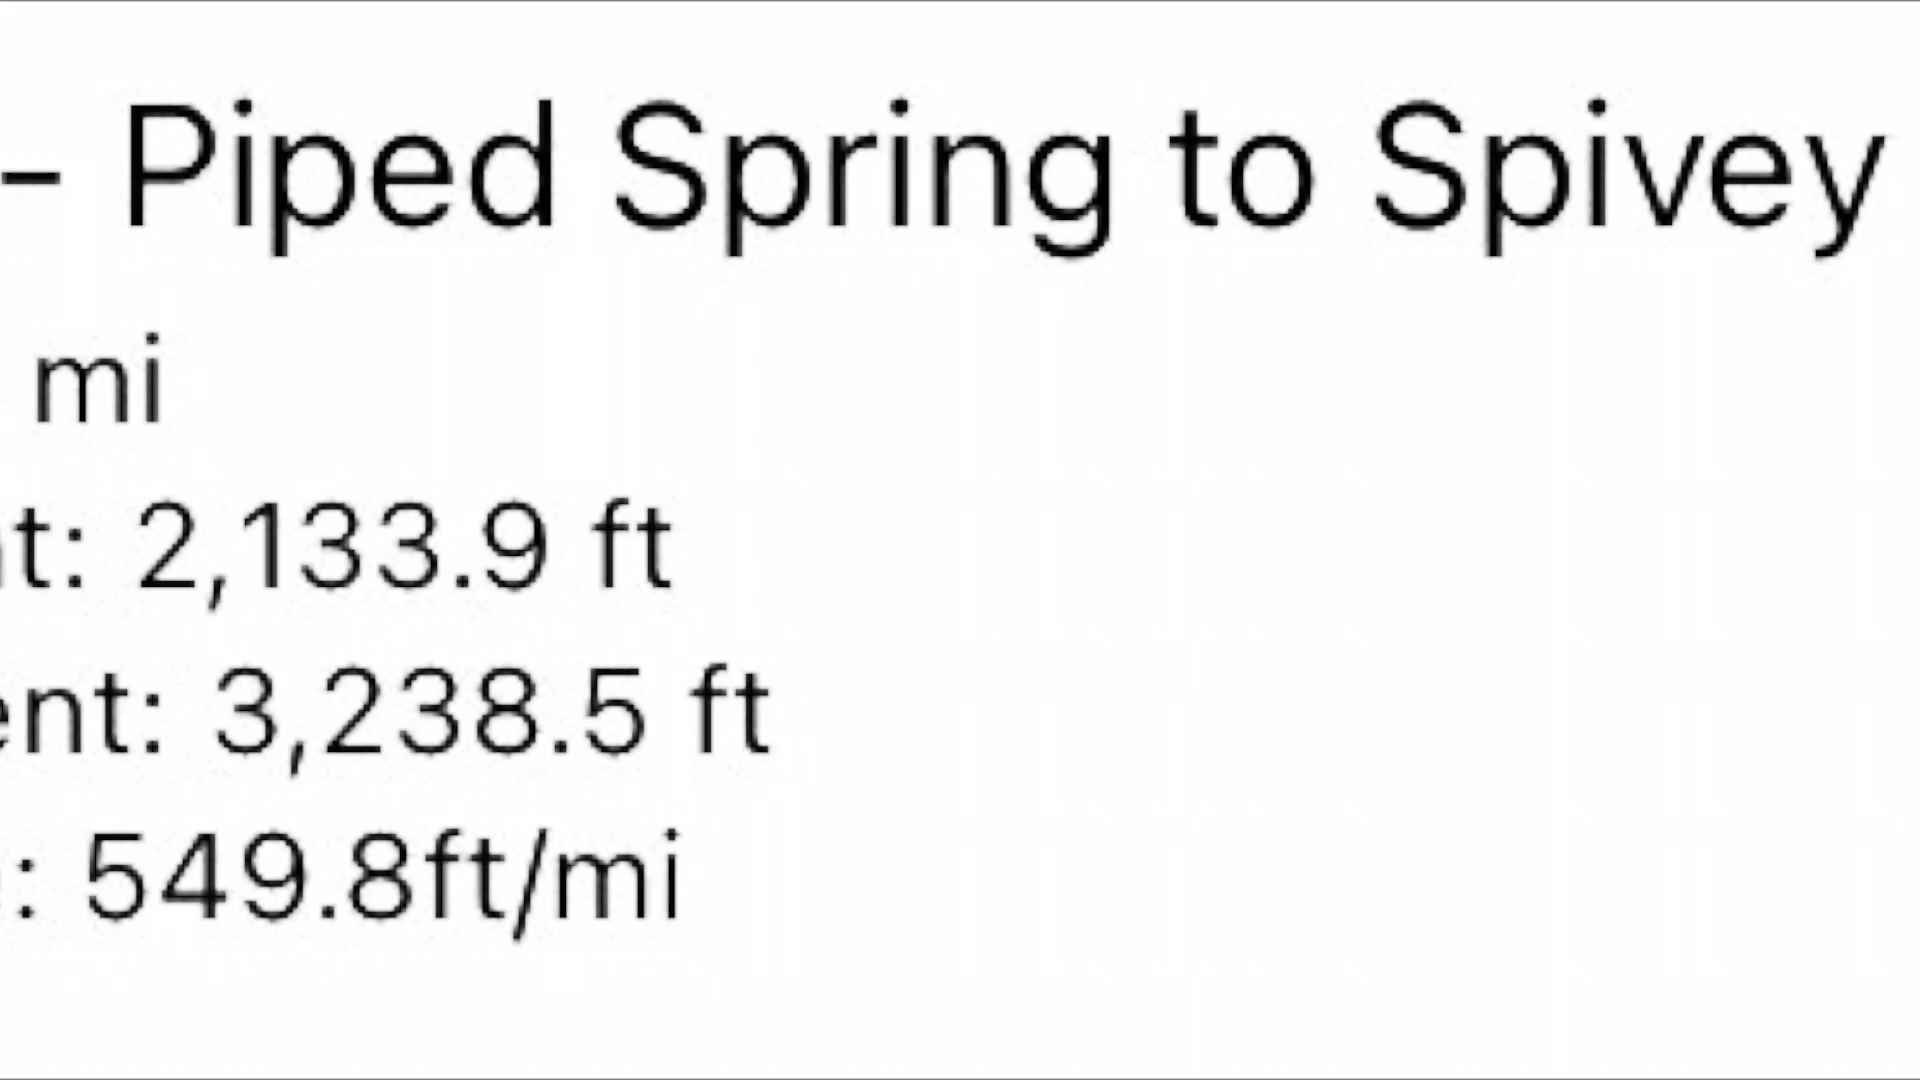 – Piped Spring to Spivey
mi
t: 2,133.9 ft
ent: 3,238.5 ft
: 549.8ft/mi